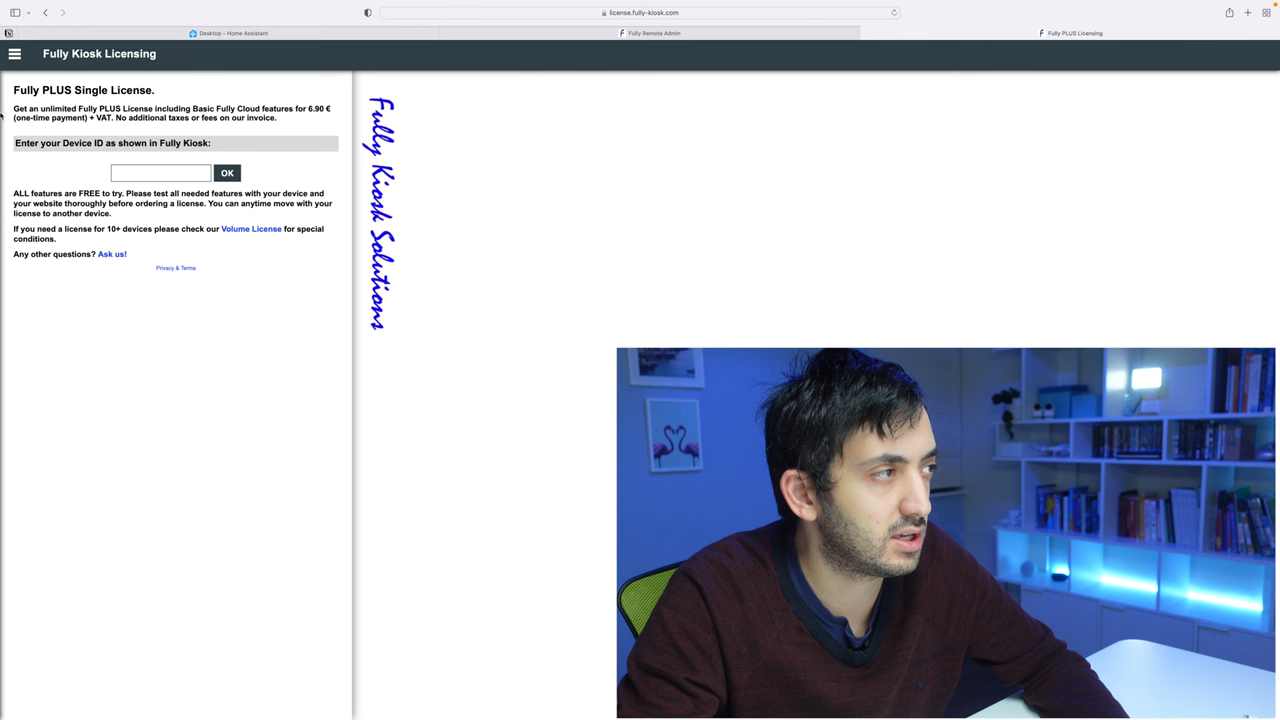 license.fully-kiosk.com
Desktop - Home Assistant
Fully Remote Admin
Fully PLUS Licensing
Fully Kiosk Licensing
Fully PLUS Single License.
Get an unlimited Fully PLUS License including Basic Fully Cloud features for 6.90 €
(one-time payment) + VAT. No additional taxes or fees on our invoice.
Enter your Device ID as shown in Fully Kiosk:
OK
ALL features are FREE to try. Please test all needed features with your device and
your website thoroughly before ordering a license. You can anytime move with your
license to another device.
If you need a license for 10+ devices please check our Volume License for special
conditions.
Any other questions? Ask us!
Privacy & Terms
Fully Kiosk Solutions